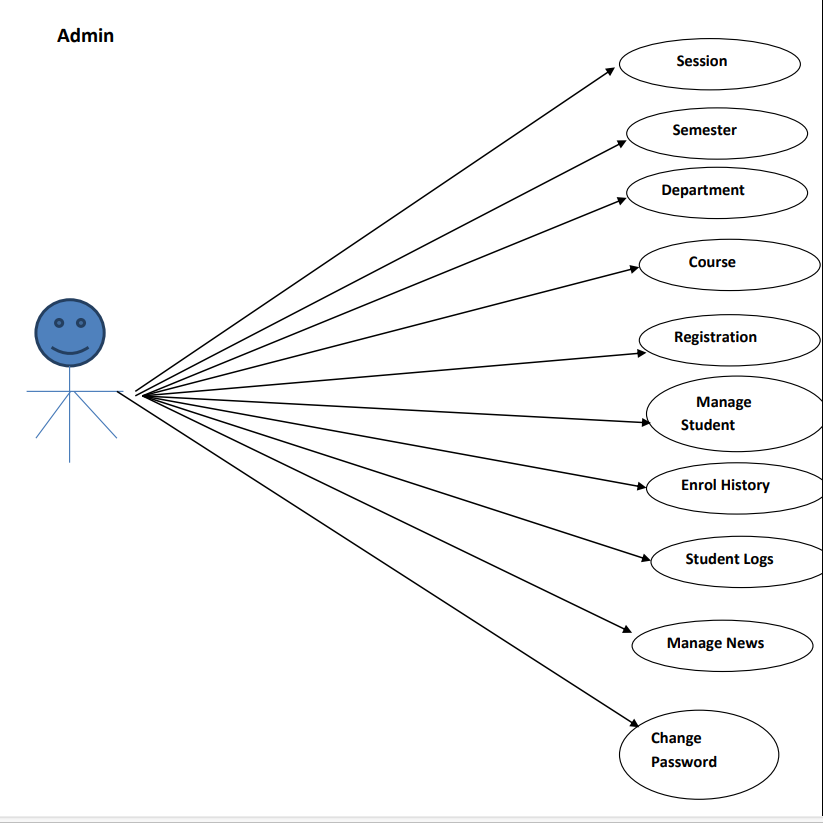 Admin
Session
Semester
Department
Course
Registration
Manage
Student
Enrol History
Student Logs
Manage News
Change
Password